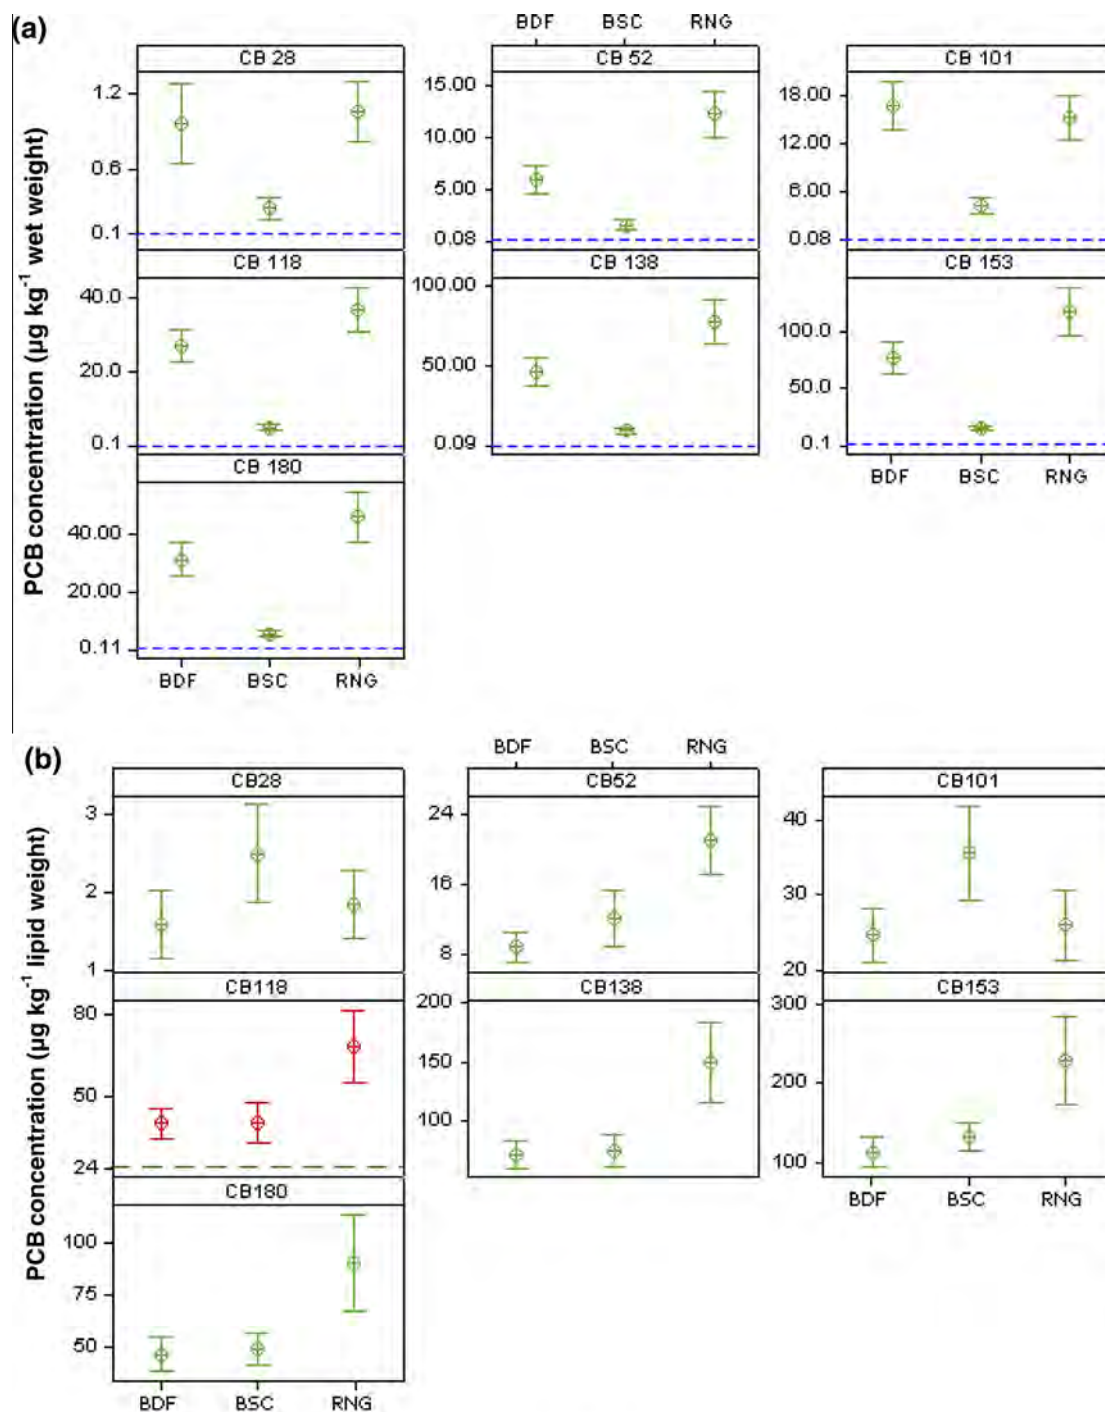 (a)
PCB concentration (µg kg⁻¹ wet weight)
BDF BSC RNG
CB 28 CB 52 CB 101
1.2
0.6
0.1
15.00
10.00
5.00
0.08
18.00
12.00
6.00
0.08
CB 118 CB 138 CB 153
40.0
20.0
0.1
100.00
50.00
0.09
100.0
50.0
0.1
BDF BSC RNG
CB 180
40.00
20.00
0.11
BDF BSC RNG
(b)
PCB concentration (µg kg⁻¹ lipid weight)
BDF BSC RNG
CB28 CB52 CB101
3
2
1
24
16
8
40
30
20
CB118 CB138 CB153
80
50
24
200
150
100
300
200
100
BDF BSC RNG
CB180
100
75
50
BDF BSC RNG